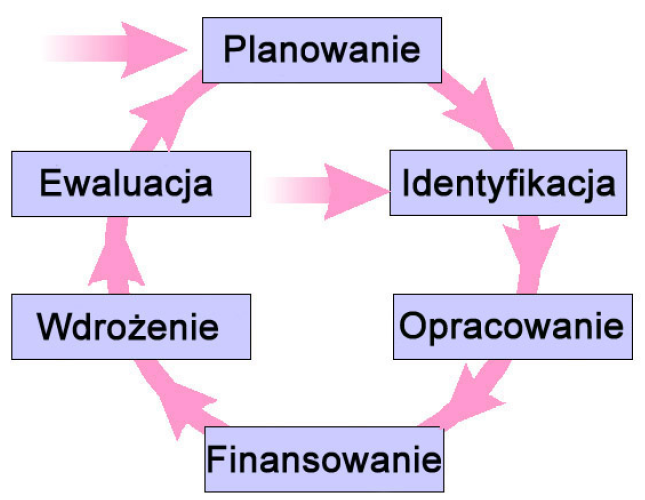 Planowanie
Ewaluacja
Identyfikacja
Wdrożenie
Opracowanie
Finansowanie